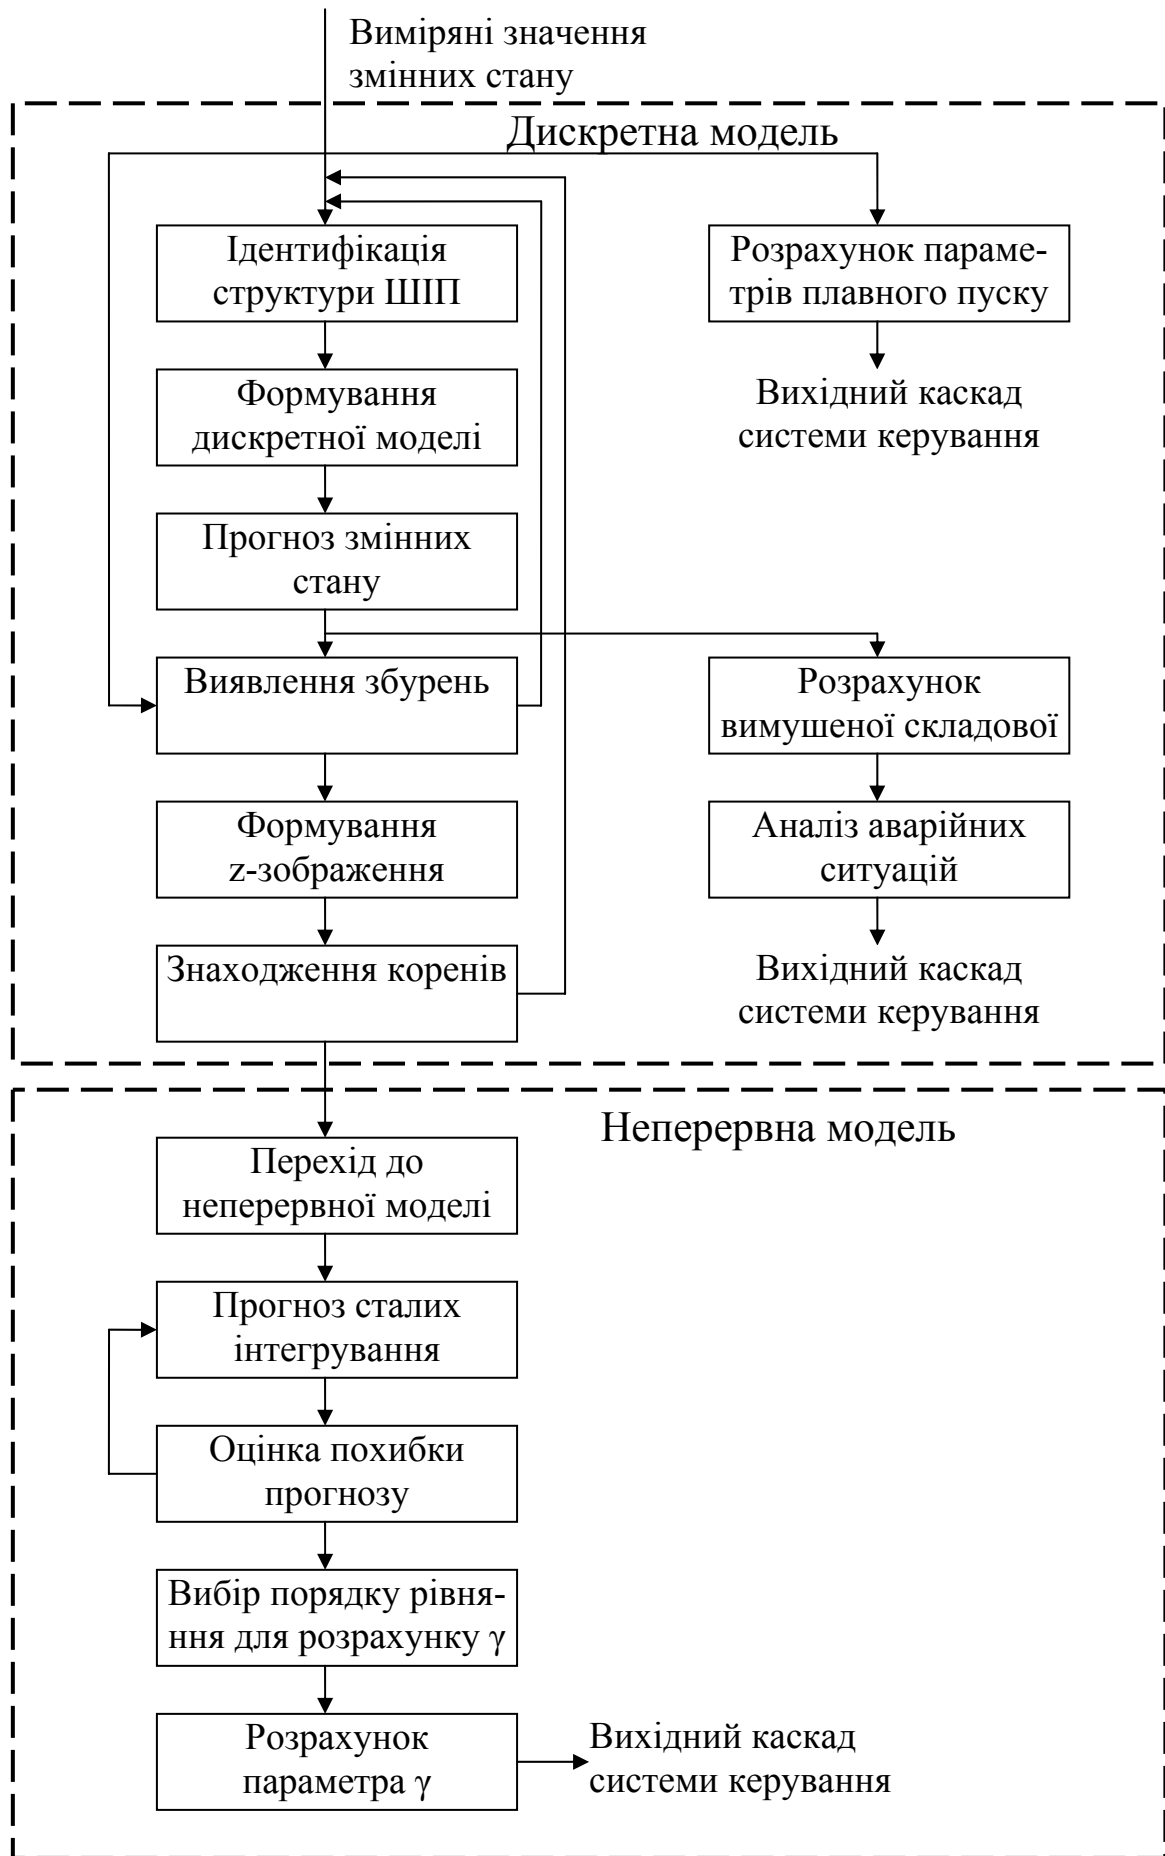 Виміряні значення
змінних стану
Дискретна модель
Ідентифікація
структури ШІП
Розрахунок параме-
трів плавного пуску
Формування
дискретної моделі
Вихідний каскад
системи керування
Прогноз змінних
стану
Виявлення збурень
Розрахунок
вимушеної складової
Формування
z-зображення
Аналіз аварійних
ситуацій
Знаходження коренів
Вихідний каскад
системи керування
Неперервна модель
Перехід до
неперервної моделі
Прогноз сталих
інтегрування
Оцінка похибки
прогнозу
Вибір порядку рівня-
ння для розрахунку γ
Розрахунок
параметра γ
Вихідний каскад
системи керування